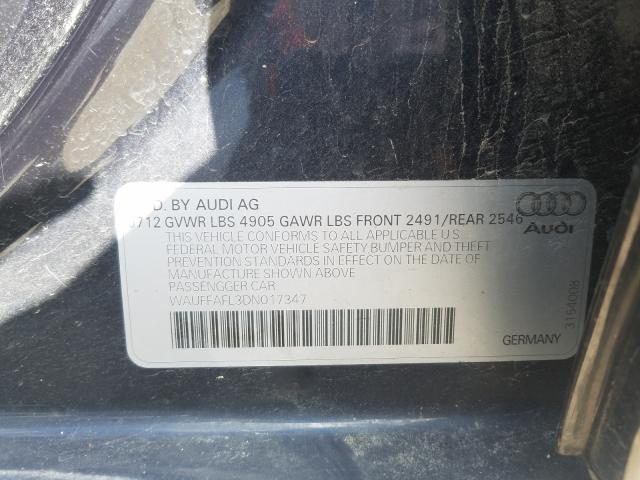 D. BY AUDI AG
0712 GVWR LBS 4905 GAWR LBS FRONT 2491/REAR 2546
THIS VEHICLE CONFORMS TO ALL APPLICABLE U.S.
FEDERAL MOTOR VEHICLE SAFETY BUMPER AND THEFT
PREVENTION STANDARDS IN EFFECT ON THE DATE OF
MANUFACTURE SHOWN ABOVE
PASSENGGER CAR
WAUFFAFL3DN017347
Audi
3154008
GERMANY